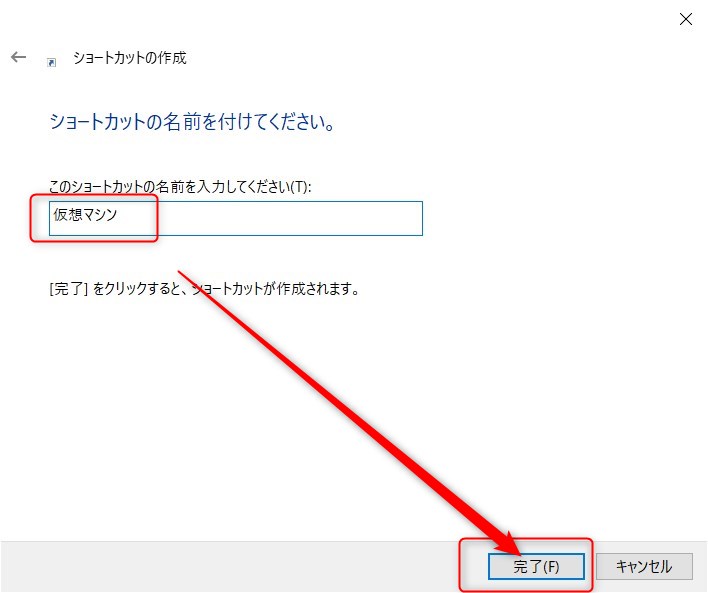 ショートカットの作成
ショートカットの名前を付けてください。
このショートカットの名前を入力してください(T):
仮想マシン
[完了] をクリックすると、ショートカットが作成されます。
完了(F)
キャンセル